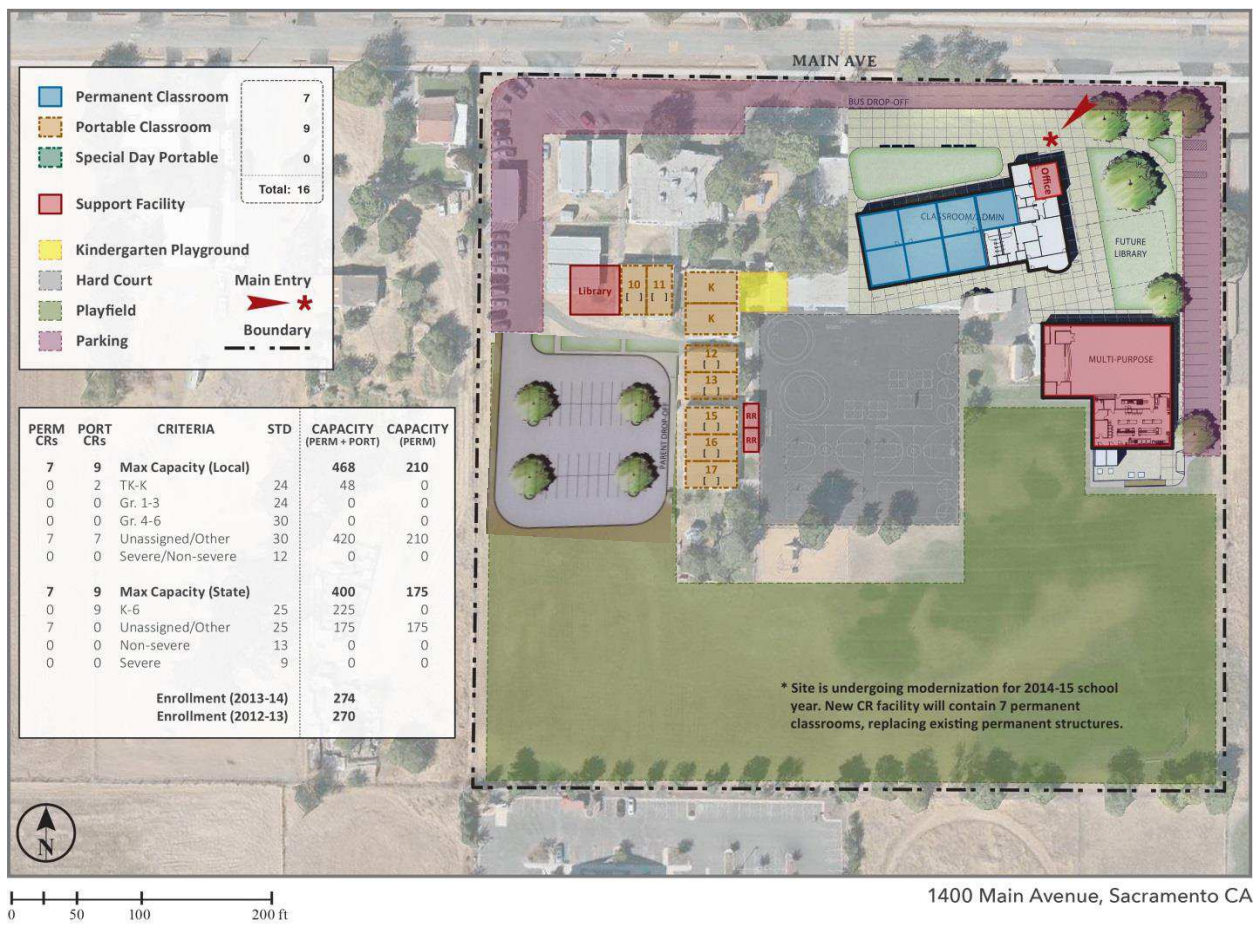 MAIN AVE
Permanent Classroom 7
Portable Classroom 9
Special Day Portable 0
Total: 16
Support Facility
Kindergarten Playground
Hard Court
Main Entry
Playfield
*
Boundary
Parking
BUS DROP-OFF
*
Office
CLASSROOM/ADMIN
FUTURE
LIBRARY
Library
10
[ ]
11
[ ]
K
K
12
[ ]
13
[ ]
15
[ ]
16
[ ]
17
[ ]
RR
RR
PARENT DROP-OFF
MULTI-PURPOSE
PERM CRs PORT CRs CRITERIA STD CAPACITY (PERM + PORT) CAPACITY (PERM)
7 9 Max Capacity (Local) 468 210
0 2 TK-K 24 48 0
0 0 Gr. 1-3 24 0 0
0 0 Gr. 4-6 30 0 0
7 7 Unassigned/Other 30 420 210
0 0 Severe/Non-severe 12 0 0
7 9 Max Capacity (State) 400 175
0 9 K-6 25 225 0
7 0 Unassigned/Other 25 175 175
0 0 Non-severe 13 0 0
0 0 Severe 9 0 0
Enrollment (2013-14) 274
Enrollment (2012-13) 270
* Site is undergoing modernization for 2014-15 school
year. New CR facility will contain 7 permanent
classrooms, replacing existing permanent structures.
N
0 50 100 200 ft
1400 Main Avenue, Sacramento CA